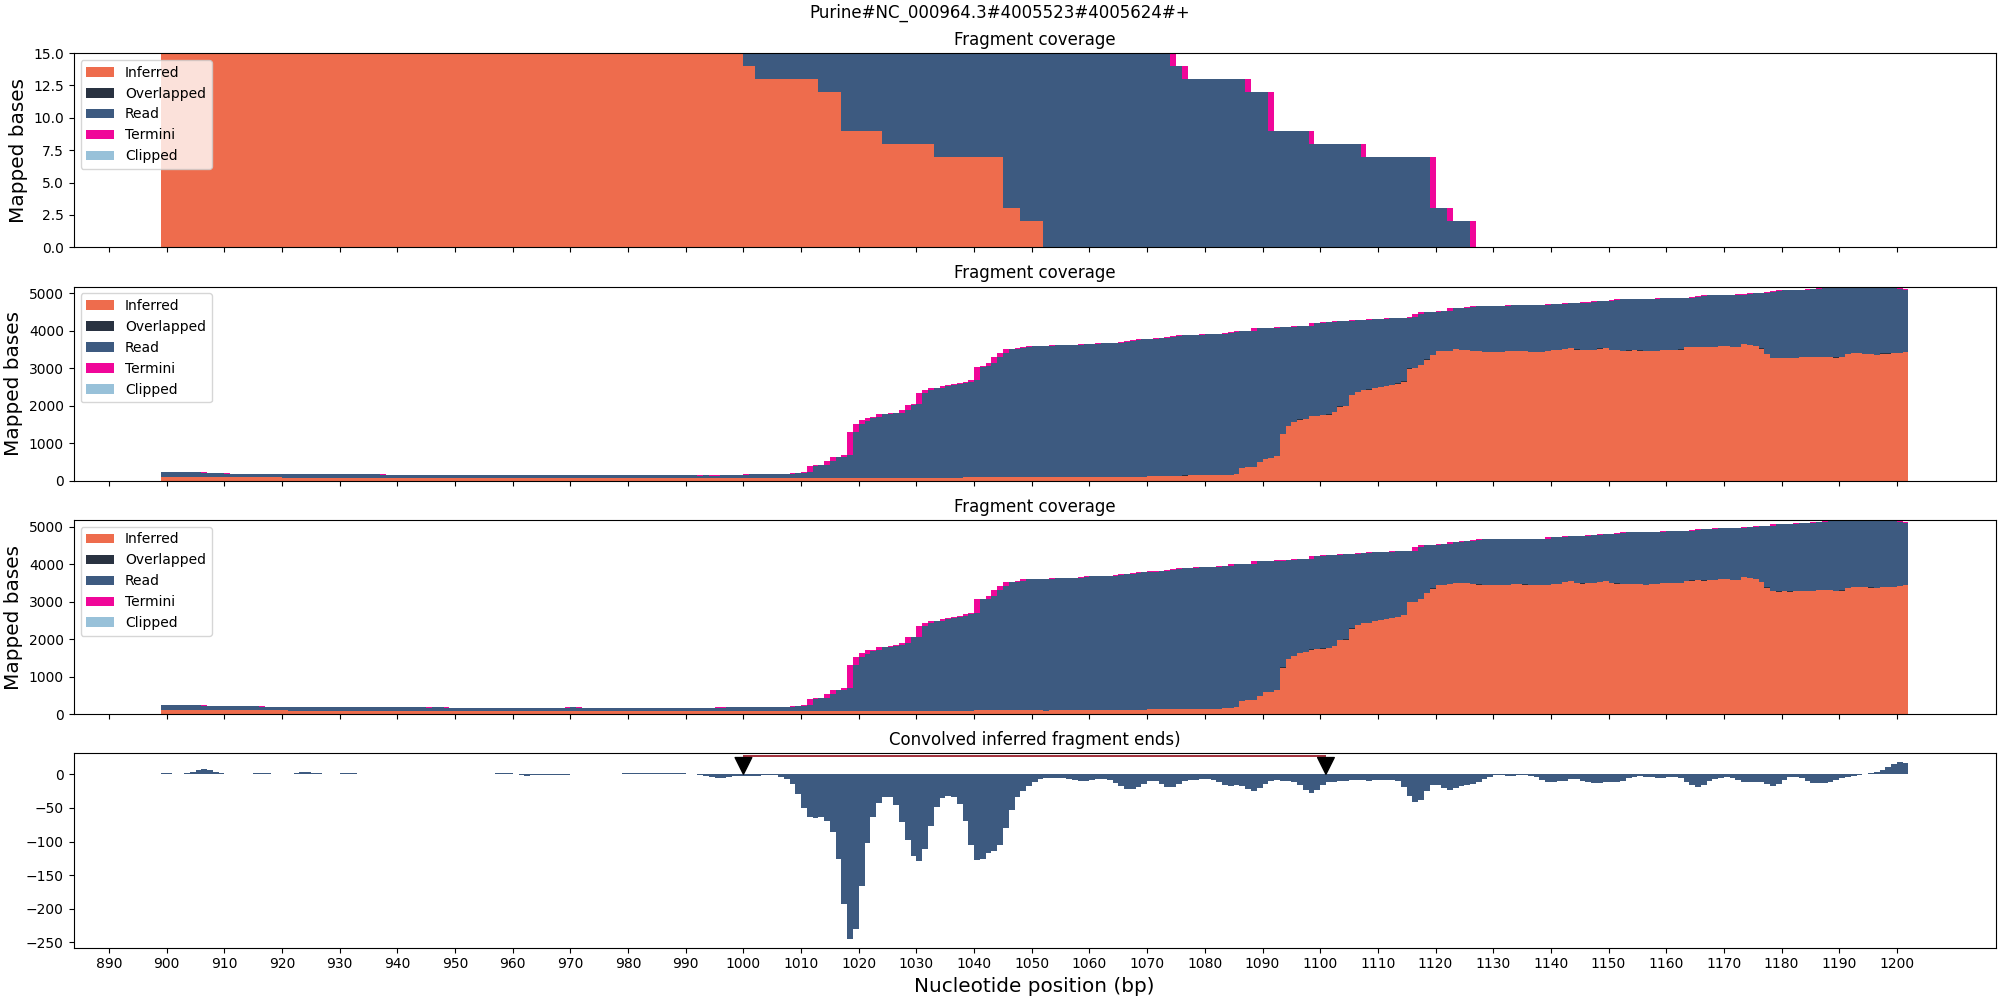 Purine#NC_000964.3#4005523#4005624#+
Fragment coverage
15.0
12.5
10.0
7.5
5.0
2.5
0.0
Mapped bases
Inferred
Overlapped
Read
Termini
Clipped
Fragment coverage
5000
4000
3000
2000
1000
0
Mapped bases
Inferred
Overlapped
Read
Termini
Clipped
Fragment coverage
5000
4000
3000
2000
1000
0
Mapped bases
Inferred
Overlapped
Read
Termini
Clipped
Convolved inferred fragment ends)
0
−50
−100
−150
−200
−250
890 900 910 920 930 940 950 960 970 980 990 1000 1010 1020 1030 1040 1050 1060 1070 1080 1090 1100 1110 1120 1130 1140 1150 1160 1170 1180 1190 1200
Nucleotide position (bp)